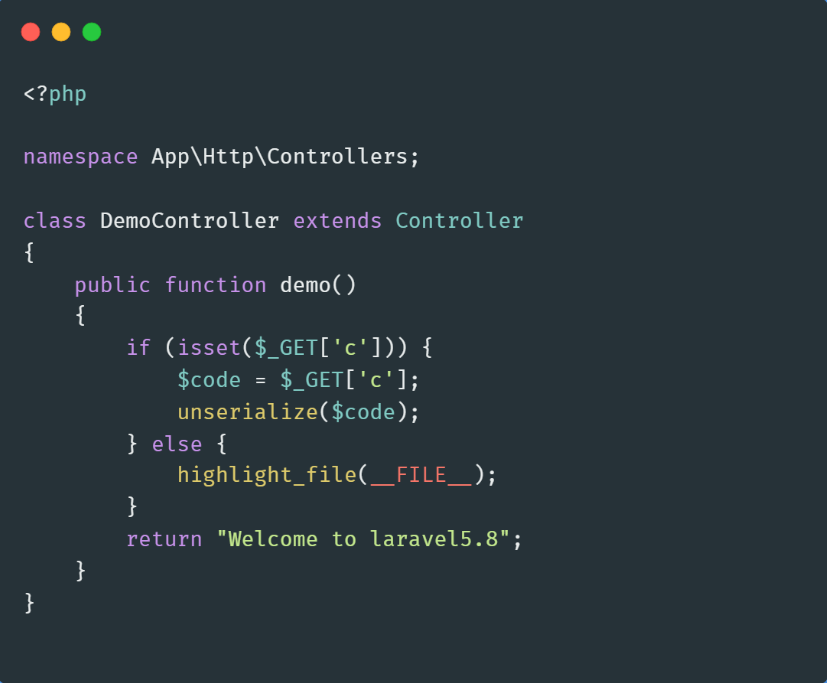 <?php
namespace App\Http\Controllers;
class DemoController extends Controller
{
    public function demo()
    {
        if (isset($_GET['c'])) {
            $code = $_GET['c'];
            unserialize($code);
        } else {
            highlight_file(__FILE__);
        }
        return "Welcome to laravel5.8";
    }
}